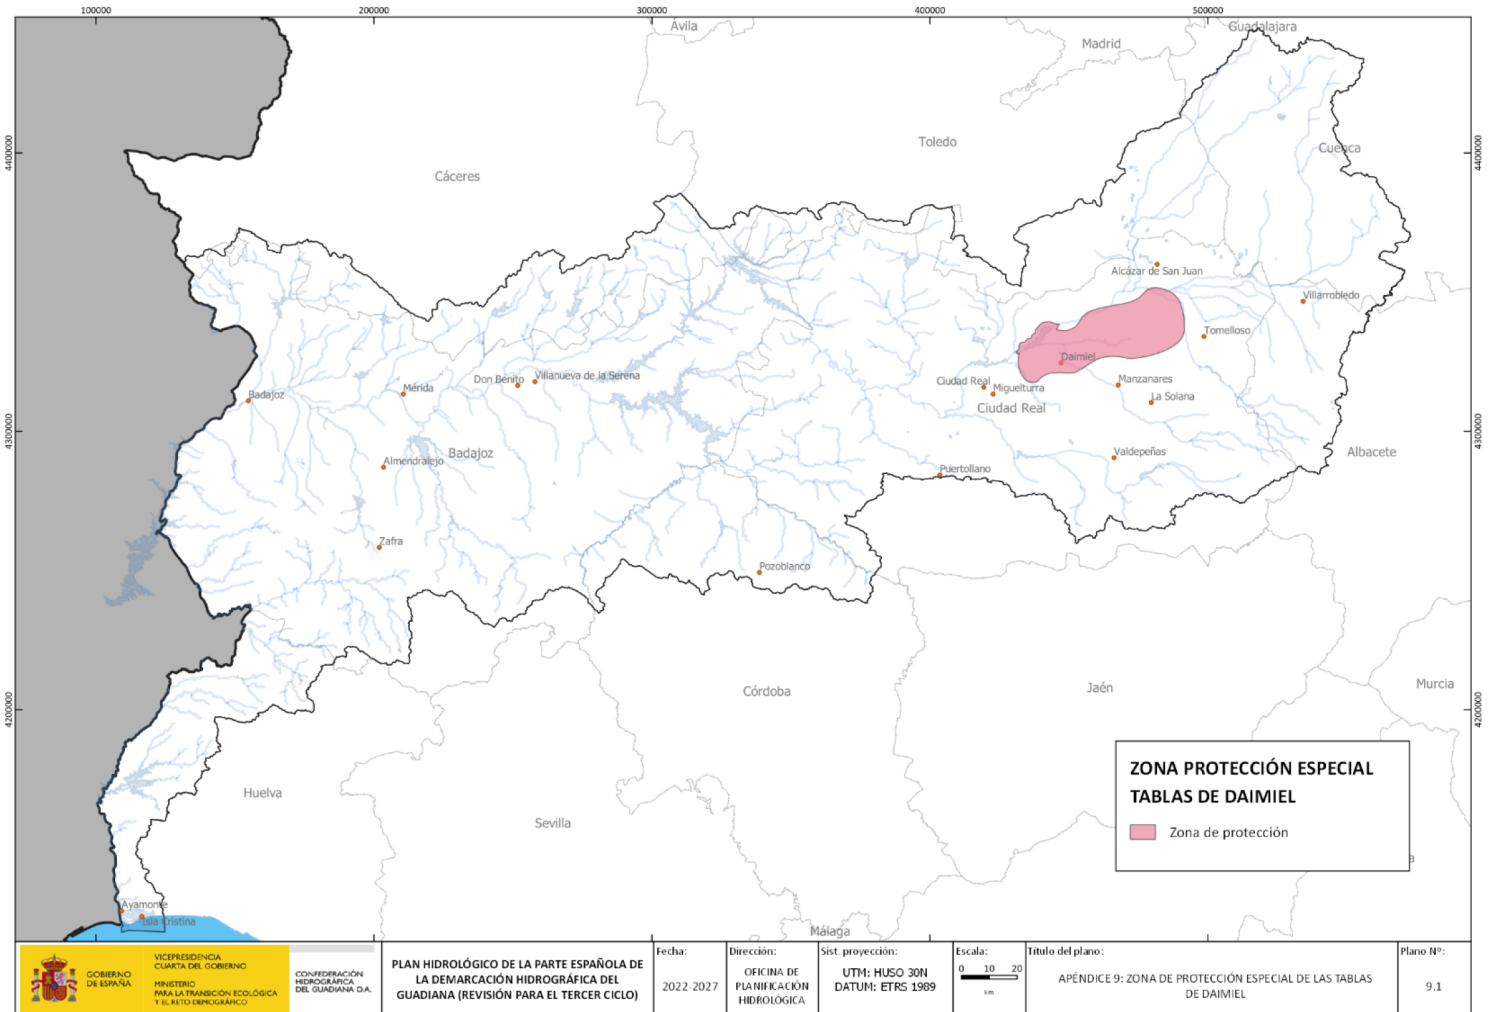 100000
200000
300000
400000
500000
Ávila
Guadalajara
Madrid
4400000
4400000
Toledo
Cuenca
Cáceres
Alcázar de San Juan
Villarrobledo
Tomelloso
Daimiel
Don Benito
Villanueva de la Serena
Mérida
Ciudad Real
Miguelturra
Manzanares
Badajoz
La Solana
Ciudad Real
4300000
4300000
Badajoz
Almendralejo
Valdepeñas
Albacete
Puertollano
Zafra
Pozoblanco
Córdoba
Jaén
Murcia
4200000
4200000
Huelva
Sevilla
ZONA PROTECCIÓN ESPECIAL
TABLAS DE DAIMIEL
Zona de protección
a
Ayamonte
Isla Cristina
Málaga
GOBIERNO
DE ESPAÑA
VICEPRESIDENCIA
CUARTA DEL GOBIERNO
MINISTERIO
PARA LA TRANSICIÓN ECOLÓGICA
Y EL RETO DEMOGRÁFICO
CONFEDERACIÓN
HIDROGRÁFICA
DEL GUADIANA O.A.
PLAN HIDROLÓGICO DE LA PARTE ESPAÑOLA DE
LA DEMARCACIÓN HIDROGRÁFICA DEL
GUADIANA (REVISIÓN PARA EL TERCER CICLO)
Fecha:
2022-2027
Dirección:
OFICINA DE
PLANIFICACIÓN
HIDROLÓGICA
Sist. proyección:
UTM: HUSO 30N
DATUM: ETRS 1989
Escala:
0 10 20
km
Título del plano:
APÉNDICE 9: ZONA DE PROTECCIÓN ESPECIAL DE LAS TABLAS
DE DAIMIEL
Plano Nº:
9.1